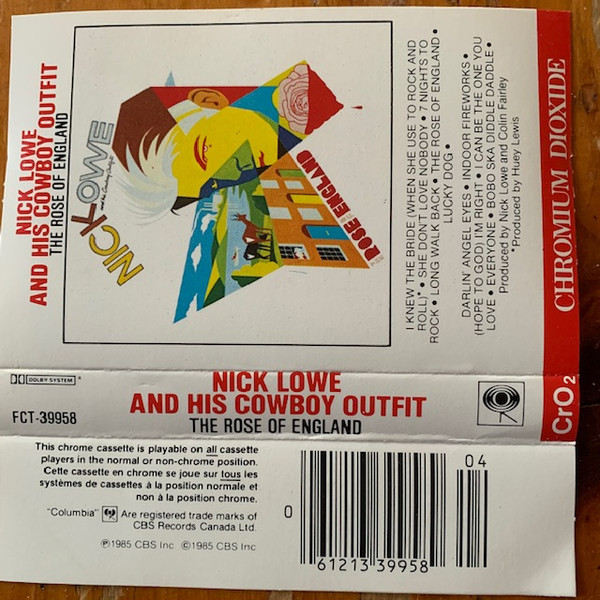 NICK LOWE
AND HIS COWBOY OUTFIT
THE ROSE OF ENGLAND
NICK LOWE
and his Cowboy Outfit
ROSE OF ENGLAND
I KNEW THE BRIDE (WHEN SHE USE TO ROCK AND
ROLL)* • SHE DON'T LOVE NOBODY • 7 NIGHTS TO
ROCK • LONG WALK BACK • THE ROSE OF ENGLAND •
LUCKY DOG •
DARLIN' ANGEL EYES • INDOOR FIREWORKS •
(HOPE TO GOD) I'M RIGHT • I CAN BE THE ONE YOU
LOVE • EVERYONE • BOBO SKA DIDDLE DADDLE •
Produced by Nick Lowe and Colin Fairley
*Produced by Huey Lewis
CHROMIUM DIOXIDE
DOLBY SYSTEM ®
FCT-39958
NICK LOWE
AND HIS COWBOY OUTFIT
THE ROSE OF ENGLAND
CrO2
This chrome cassette is playable on all cassette
players in the normal or non-chrome position.
Cette cassette en chrome se joue sur tous les
systèmes de cassettes à la position normale et
non à la position chrome.
"Columbia" Are registered trade marks of
CBS Records Canada Ltd.
℗1985 CBS Inc ©1985 CBS Inc
0 61213 39958 04